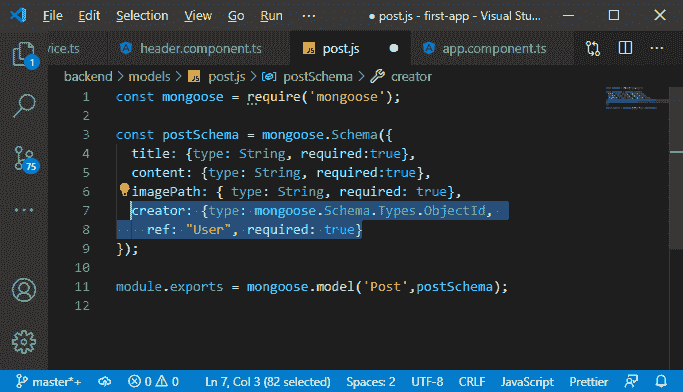 File Edit Selection View Go Run ··· ● post.js - first-app - Visual Stu...
vice.ts header.component.ts JS post.js ● app.component.ts ···
backend > models > JS post.js > postSchema > creator
1 const mongoose = require('mongoose');
2
3 const postSchema = mongoose.Schema({
4 title: {type: String, required:true},
5 content: {type: String, required:true},
6 imagePath: { type: String, required: true},
7 creator: {type: mongoose.Schema.Types.ObjectId,
8 ref: "User", required: true}
9 });
10
11 module.exports = mongoose.model('Post',postSchema);
12
1
75
master*+ 0 0 Ln 7, Col 3 (82 selected) Spaces: 2 UTF-8 CRLF JavaScript Prettier